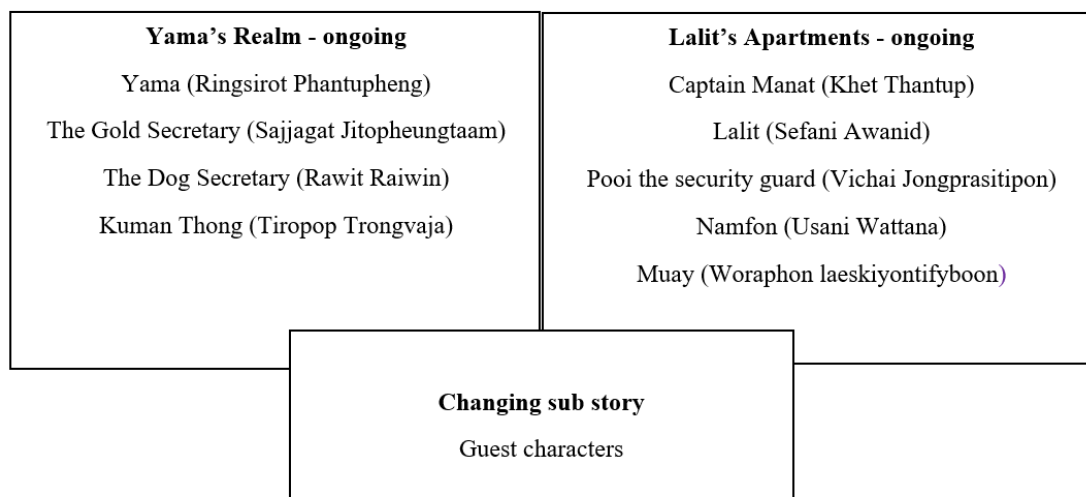 Yama’s Realm - ongoing
Yama (Ringsirot Phantupheng)
The Gold Secretary (Sajjagat Jitopheungtaam)
The Dog Secretary (Rawit Raiwin)
Kuman Thong (Tiropop Trongvaja)
Lalit’s Apartments - ongoing
Captain Manat (Khet Thantup)
Lalit (Sefani Awanid)
Pooi the security guard (Vichai Jongprasitipon)
Namfon (Usani Wattana)
Muay (Woraphon laeskiyontifyboon)
Changing sub story
Guest characters